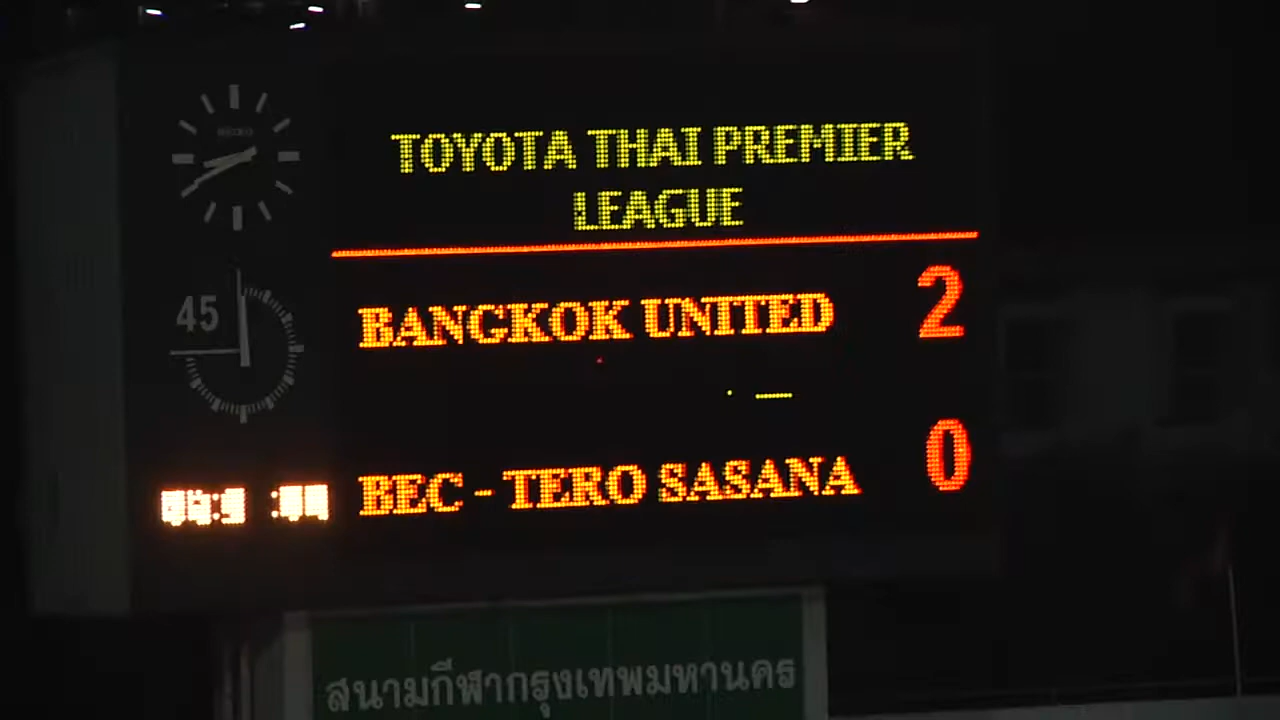 TOYOTA THAI PREMIER
LEAGUE
BANGKOK UNITED 2
45
BEC - TERO SASANA 0
สนามกีฬากรุงเทพมหานคร